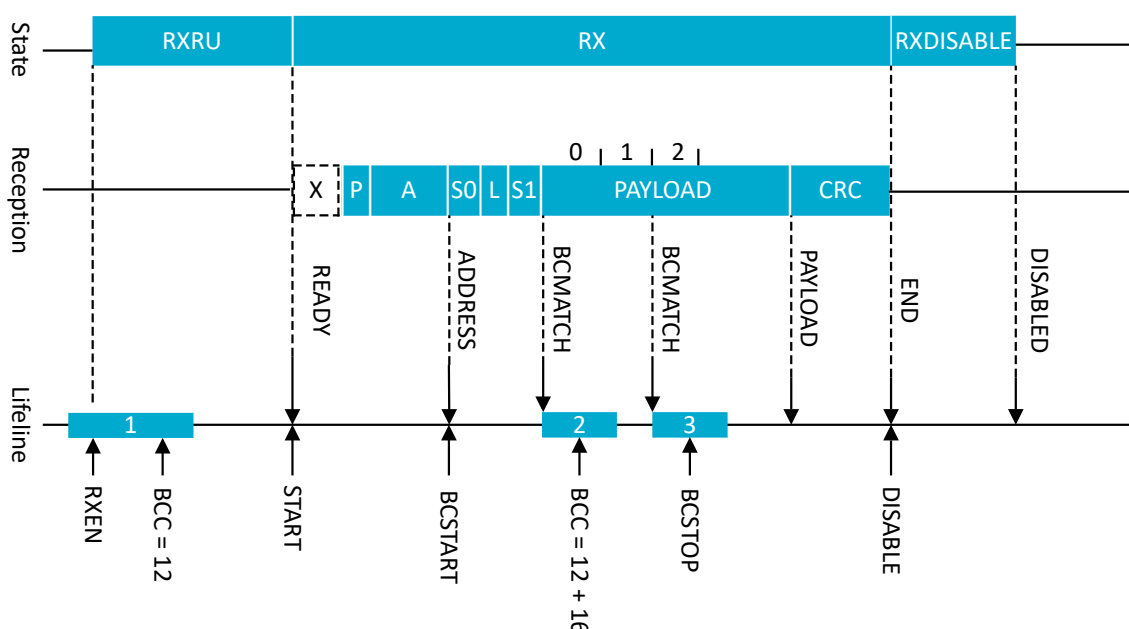 State
RXRU
RX
RXDISABLE
0
1
2
Reception
X
P
A
S0
L
S1
PAYLOAD
CRC
READY
ADDRESS
BCMATCH
BCMATCH
PAYLOAD
END
DISABLED
Lifeline
1
2
3
RXEN
BCC = 12
START
BCSTART
BCC = 12 + 16
BCSTOP
DISABLE